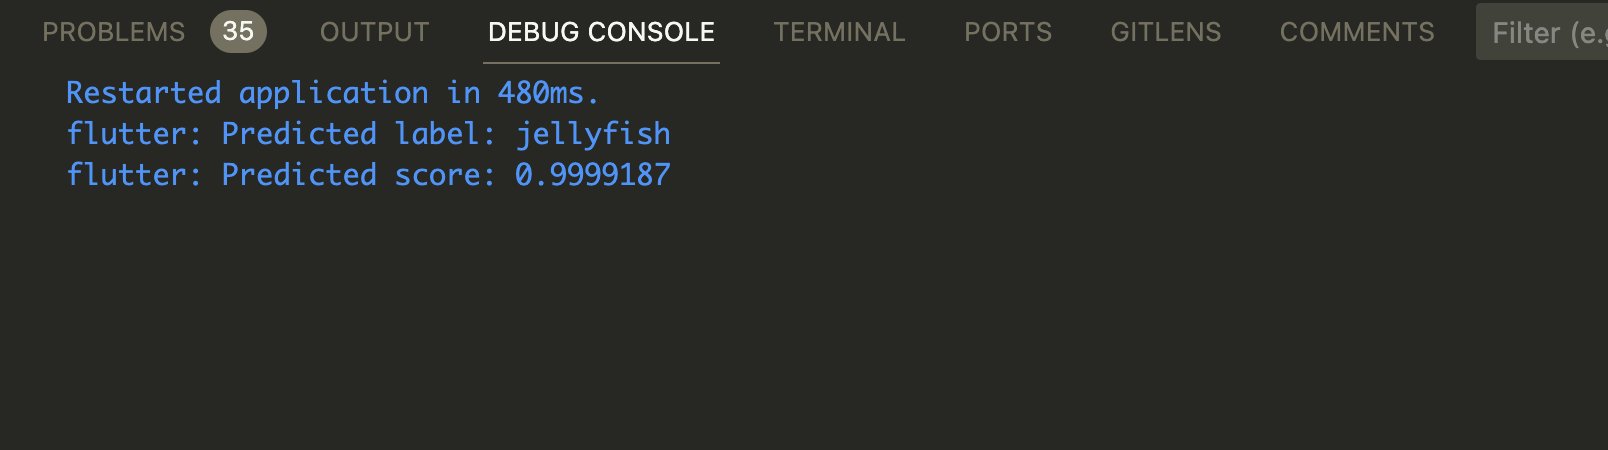 PROBLEMS 35 OUTPUT DEBUG CONSOLE TERMINAL PORTS GITLENS COMMENTS Filter (e.g
Restarted application in 480ms.
flutter: Predicted label: jellyfish
flutter: Predicted score: 0.9999187